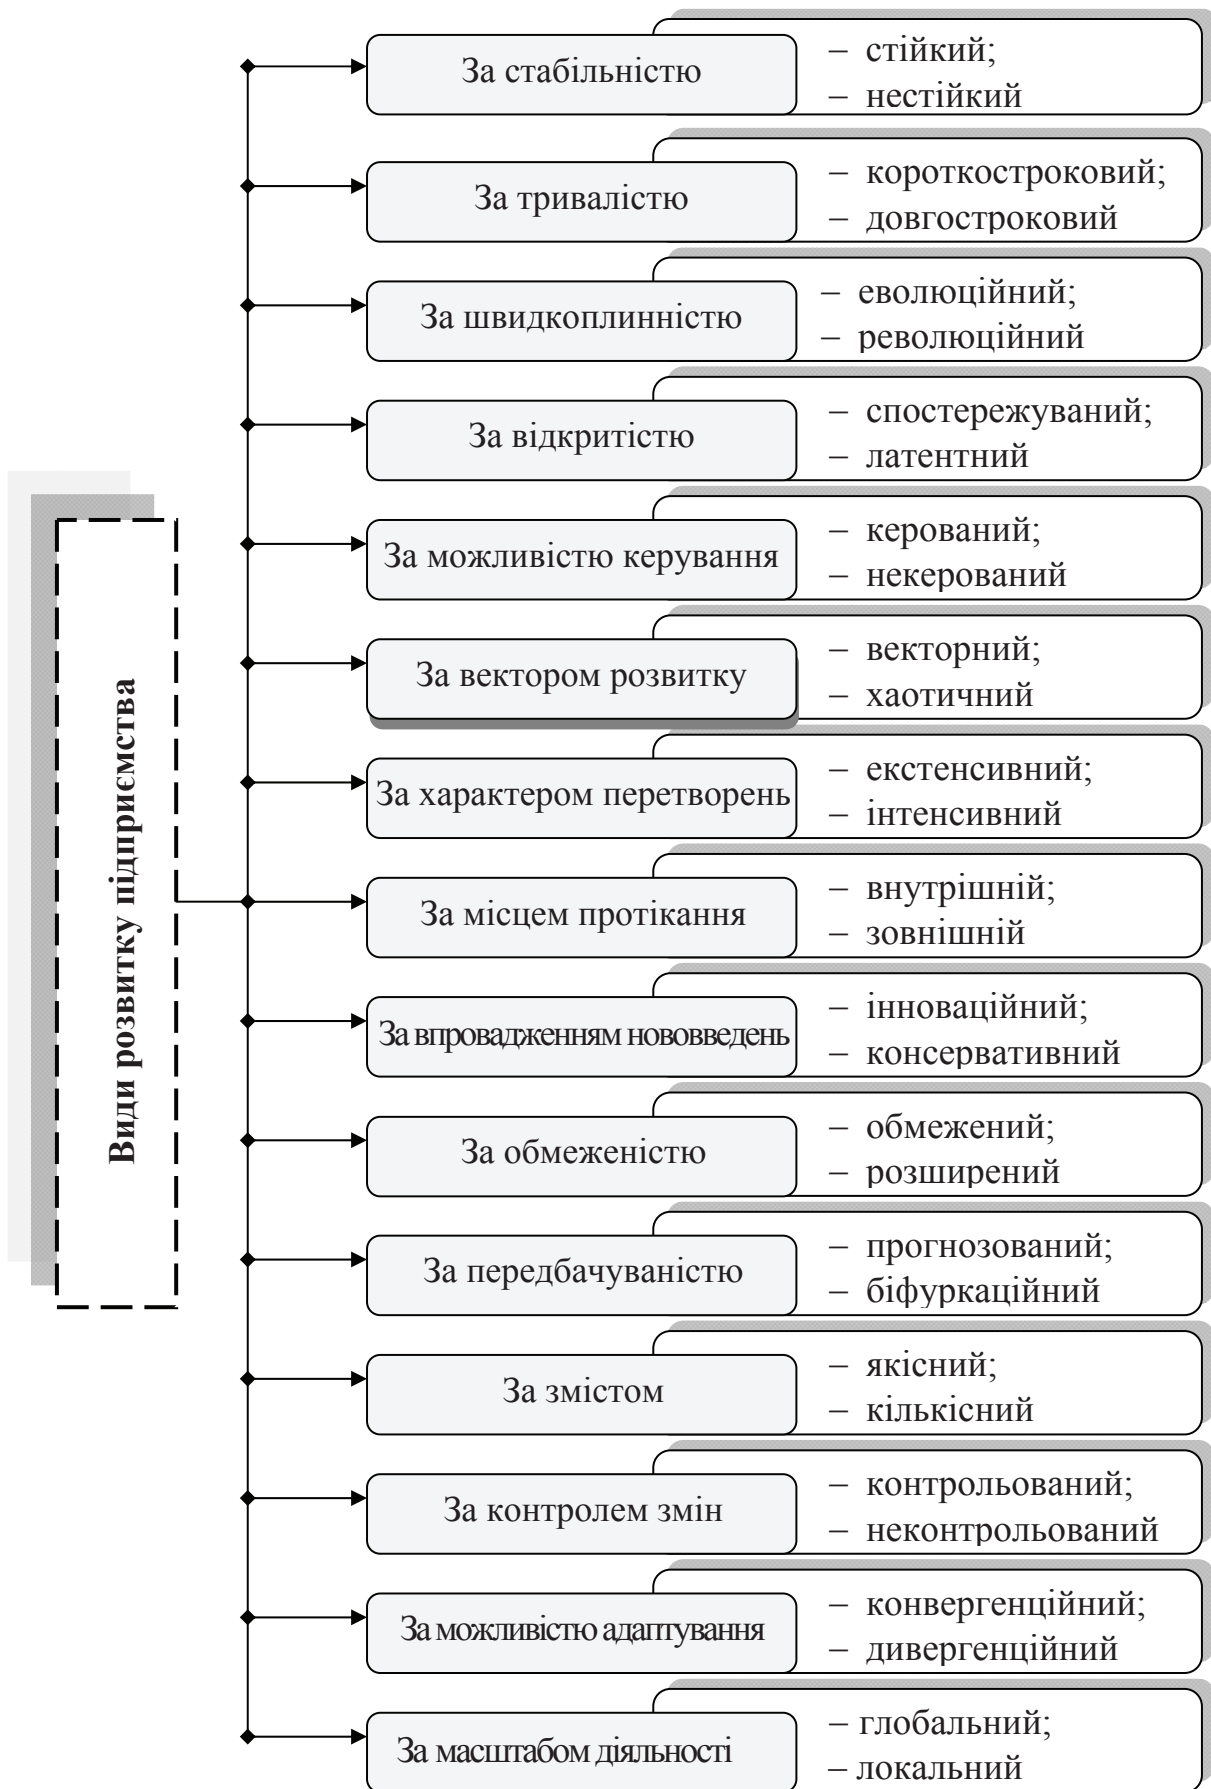 Види розвитку підприємства
За стабільністю
– стійкий;
– нестійкий
За тривалістю
– короткостроковий;
– довгостроковий
За швидкоплинністю
– еволюційний;
– революційний
За відкритістю
– спостережуваний;
– латентний
За можливістю керування
– керований;
– некерований
За вектором розвитку
– векторний;
– хаотичний
За характером перетворень
– екстенсивний;
– інтенсивний
За місцем протікання
– внутрішній;
– зовнішній
За впровадженням нововведень
– інноваційний;
– консервативний
За обмеженістю
– обмежений;
– розширений
За передбачуваністю
– прогнозований;
– біфуркаційний
За змістом
– якісний;
– кількісний
За контролем змін
– контрольований;
– неконтрольований
За можливістю адаптування
– конвергенційний;
– дивергенційний
За масштабом діяльності
– глобальний;
– локальний